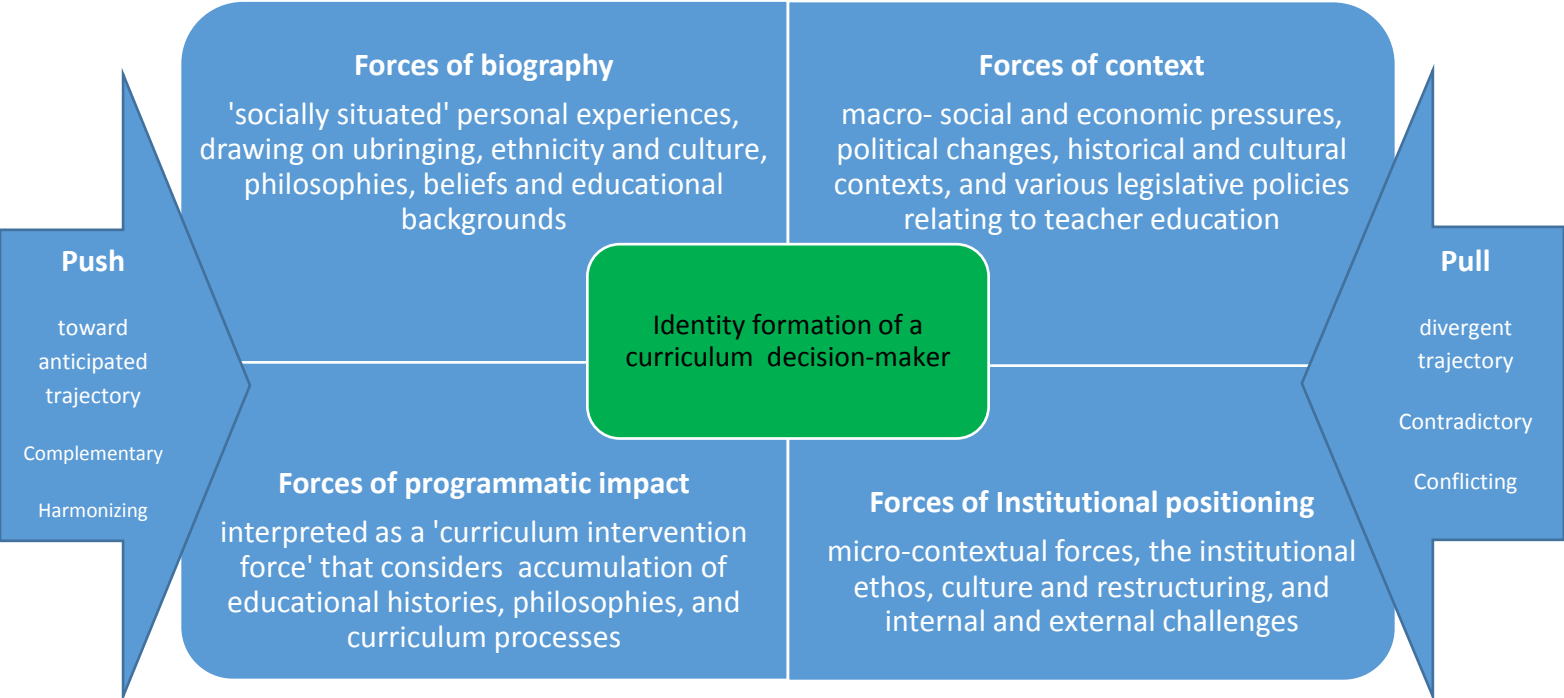 Forces of biography
'socially situated' personal experiences,
drawing on ubringing, ethnicity and culture,
philosophies, beliefs and educational
backgrounds
Forces of context
macro- social and economic pressures,
political changes, historical and cultural
contexts, and various legislative policies
relating to teacher education
Push
toward
anticipated
trajectory
Complementary
Harmonizing
Identity formation of a
curriculum decision-maker
Pull
divergent
trajectory
Contradictory
Conflicting
Forces of programmatic impact
interpreted as a 'curriculum intervention
force' that considers accumulation of
educational histories, philosophies, and
curriculum processes
Forces of Institutional positioning
micro-contextual forces, the institutional
ethos, culture and restructuring, and
internal and external challenges